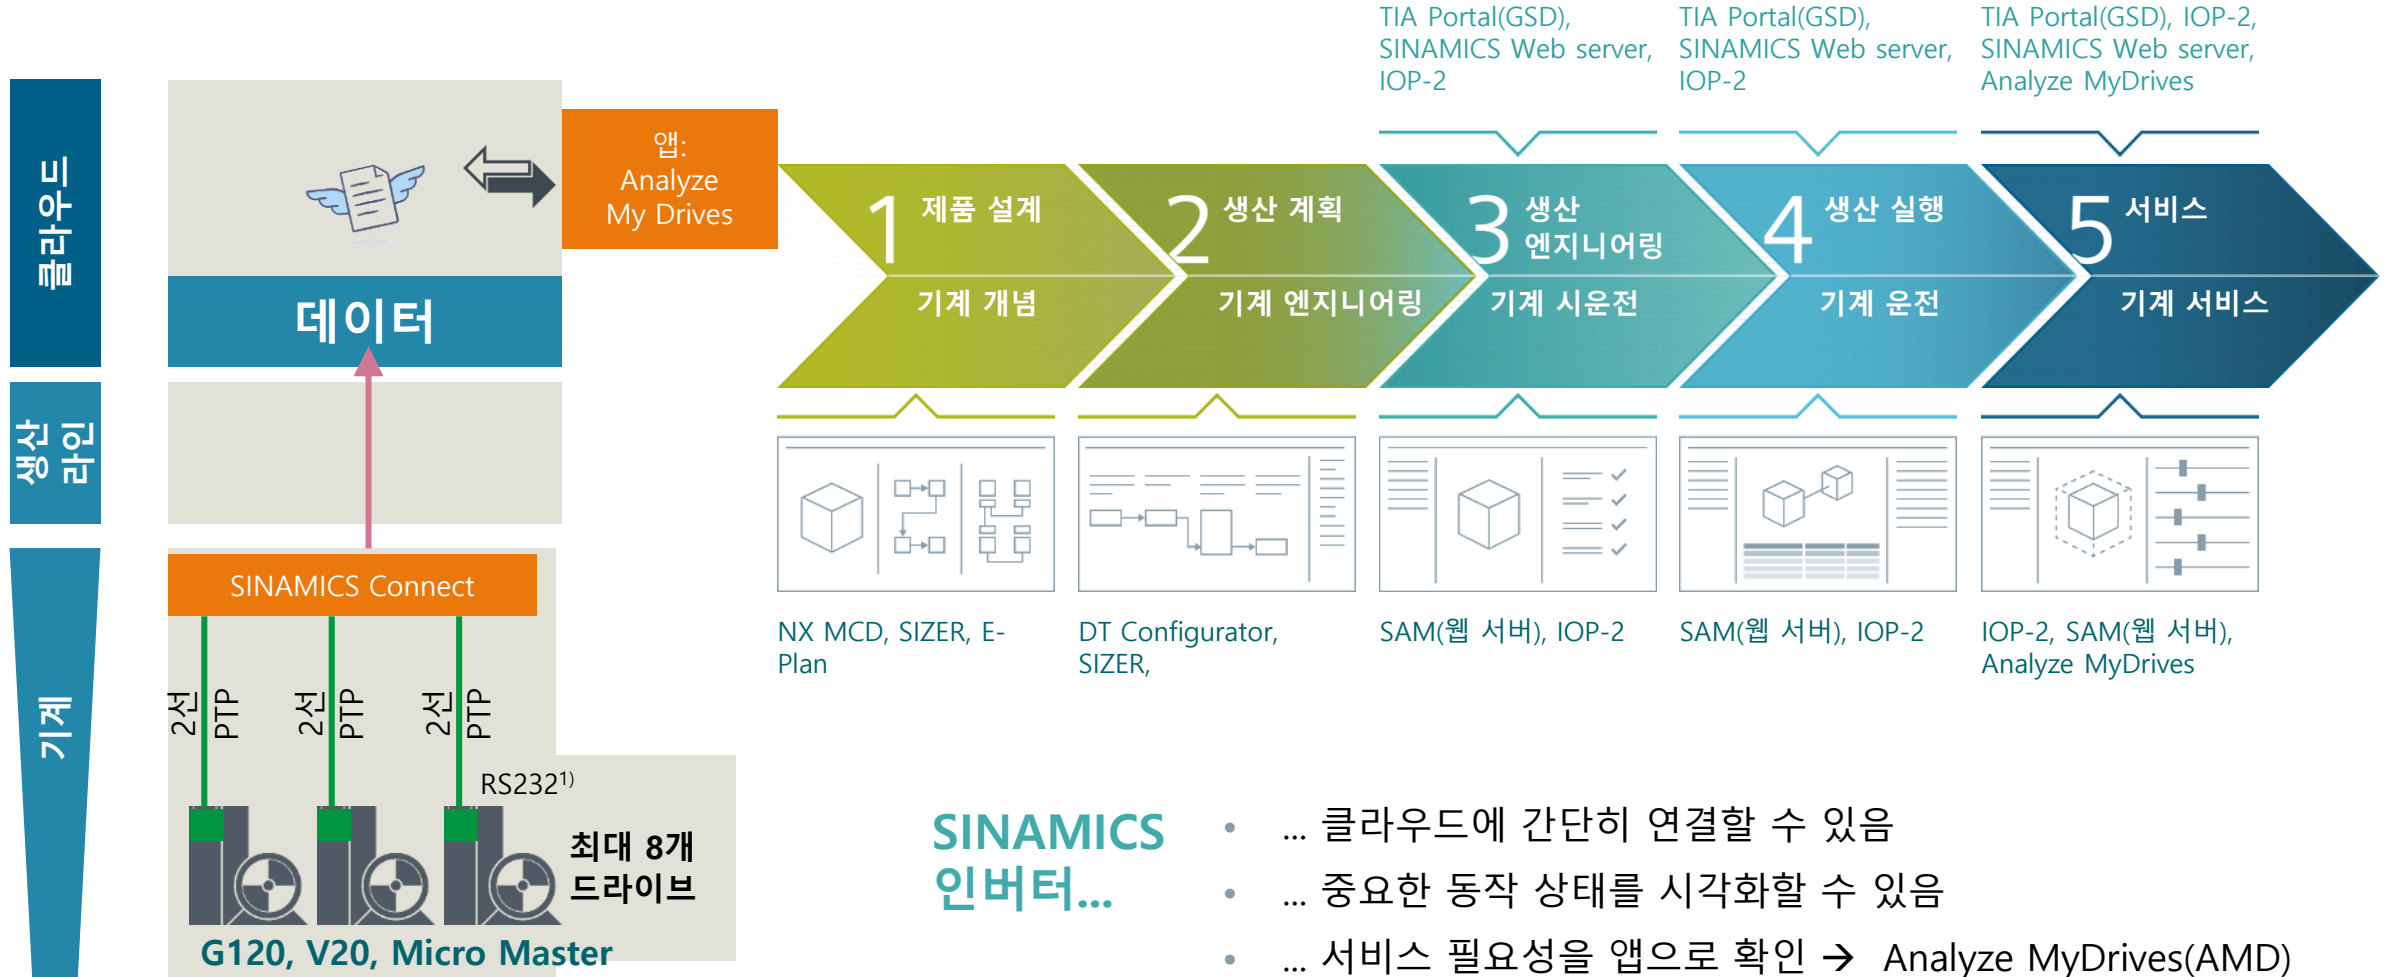 클라우드
데이터
앱:
Analyze
My Drives
생산
라인
기계
SINAMICS Connect
2선
PTP
2선
PTP
2선
PTP
RS232¹⁾
최대 8개
드라이브
G120, V20, Micro Master
TIA Portal(GSD),
SINAMICS Web server,
IOP-2
TIA Portal(GSD),
SINAMICS Web server,
IOP-2
TIA Portal(GSD), IOP-2,
SINAMICS Web server,
Analyze MyDrives
1 제품 설계
기계 개념
2 생산 계획
기계 엔지니어링
3 생산
엔지니어링
기계 시운전
4 생산 실행
기계 운전
5 서비스
기계 서비스
NX MCD, SIZER, E-
Plan
DT Configurator,
SIZER,
SAM(웹 서버), IOP-2
SAM(웹 서버), IOP-2
IOP-2, SAM(웹 서버),
Analyze MyDrives
SINAMICS
인버터...
• ... 클라우드에 간단히 연결할 수 있음
• ... 중요한 동작 상태를 시각화할 수 있음
• ... 서비스 필요성을 앱으로 확인 → Analyze MyDrives(AMD)